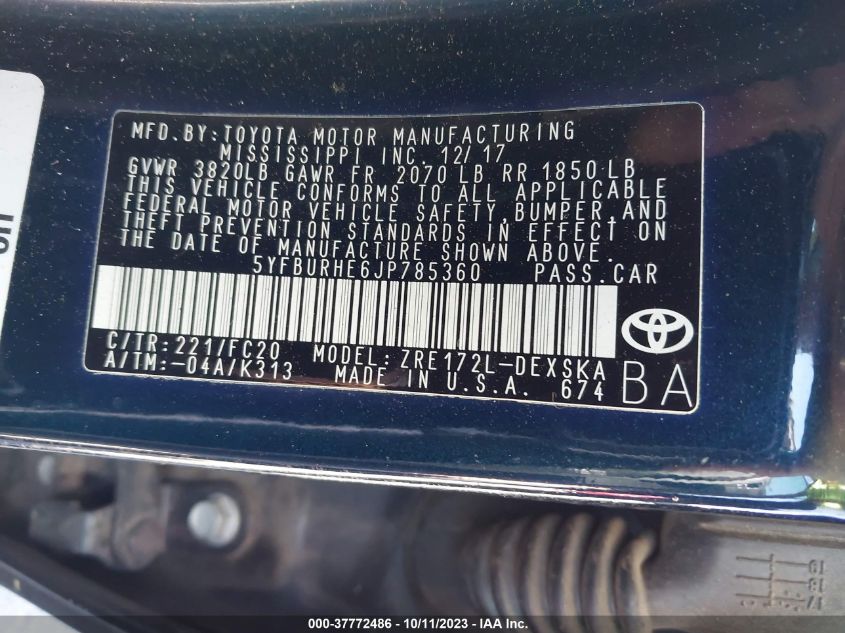 MFD.BY:TOYOTA MOTOR MANUFACTURING
MISSISSIPPI INC. 12/17
GVWR 3820LB GAWR FR 2070 LB RR 1850 LB
THIS VEHICLE CONFORMS TO ALL APPLICABLE
FEDERAL MOTOR VEHICLE SAFETY,BUMPER,AND
THEFT PREVENTION STANDARDS IN EFFECT ON
THE DATE OF MANUFACTURE SHOWN ABOVE.
5YFBURHE6JP785360 PASS.CAR
C/TR:221/FC20 MODEL:ZRE172L-DEXSKA
A/TM:-04A/K313 MADE IN U.S.A. 674
BA
19
18
17
000-37772486 - 10/11/2023 - IAA Inc.